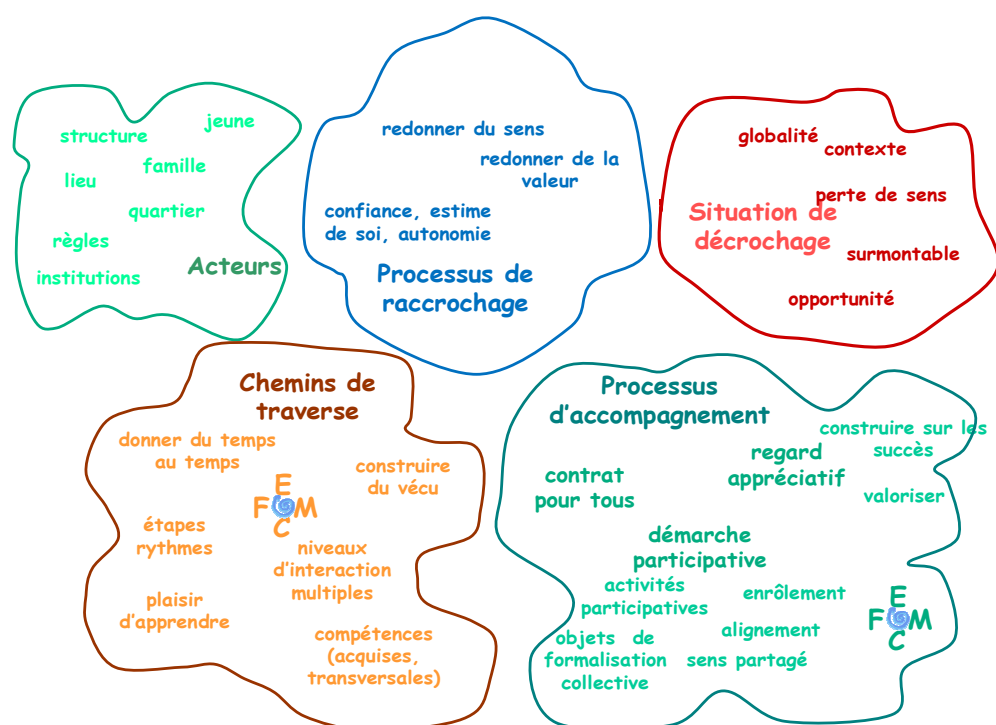 structure
jeune
famille
lieu
quartier
règles
institutions
Acteurs
redonner du sens
redonner de la
valeur
confiance, estime
de soi, autonomie
Processus de
raccrochage
globalité
contexte
perte de sens
Situation de
décrochage
surmontable
opportunité
Chemins de
traverse
donner du temps
au temps
construire
du vécu
E
F M
C
étapes
rythmes
niveaux
d'interaction
multiples
plaisir
d'apprendre
compétences
(acquises,
transversales)
Processus
d'accompagnement
construire sur les
succès
regard
appréciatif
contrat
pour tous
valoriser
démarche
participative
activités
participatives
enrôlement
E
F M
C
alignement
objets de
formalisation
collective
sens partagé